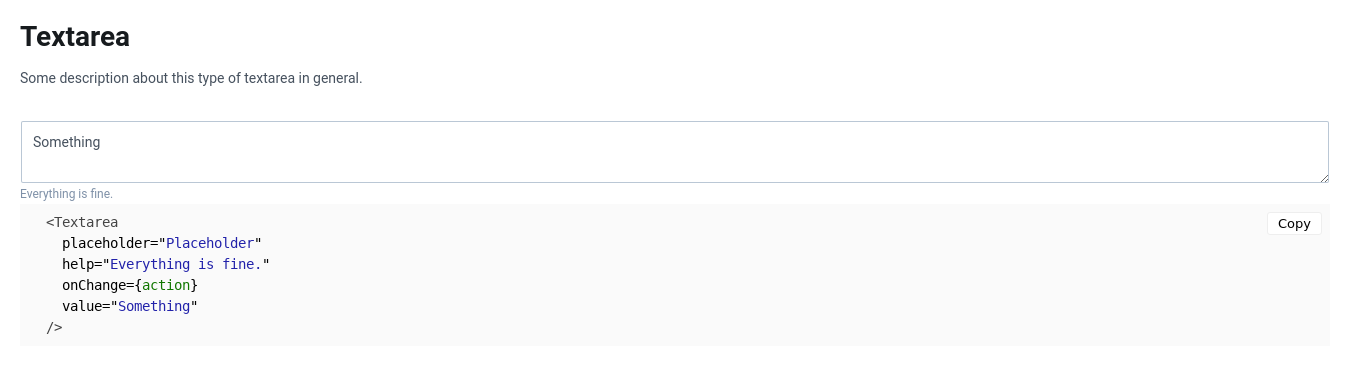 Textarea
Some description about this type of textarea in general.
Something
Everything is fine.
<Textarea
Copy
placeholder="Placeholder"
help="Everything is fine."
onChange={action}
value="Something"
/>